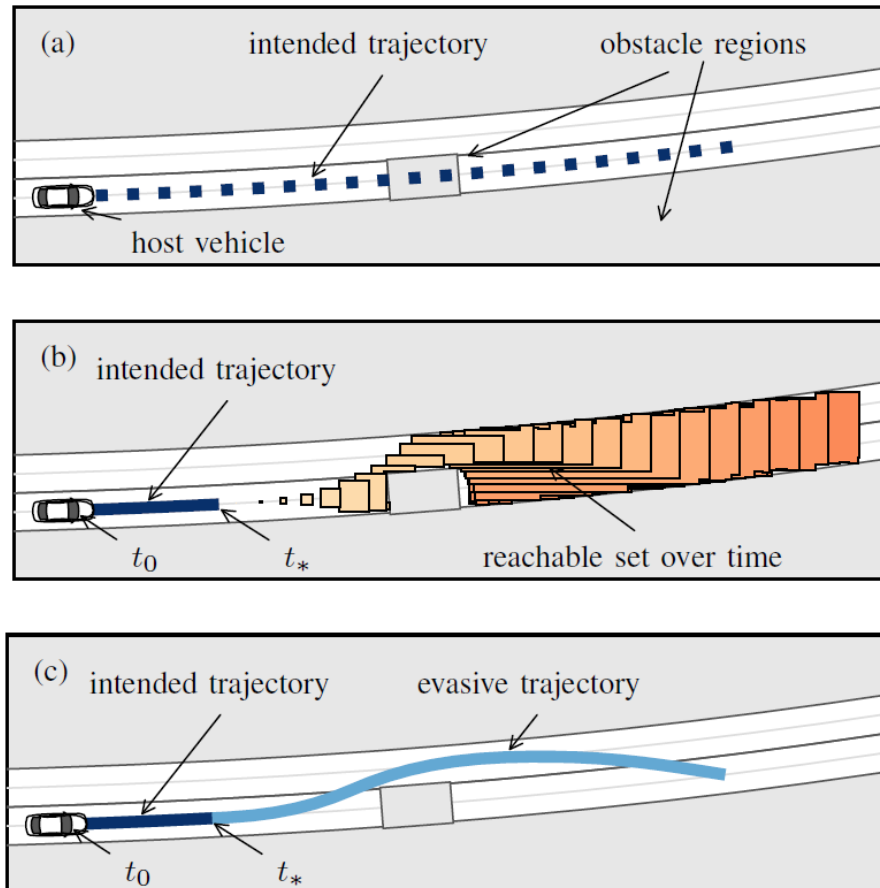 (a)
intended trajectory
obstacle regions
host vehicle
(b)
intended trajectory
t₀
t∗
reachable set over time
(c)
intended trajectory
evasive trajectory
t₀
t∗